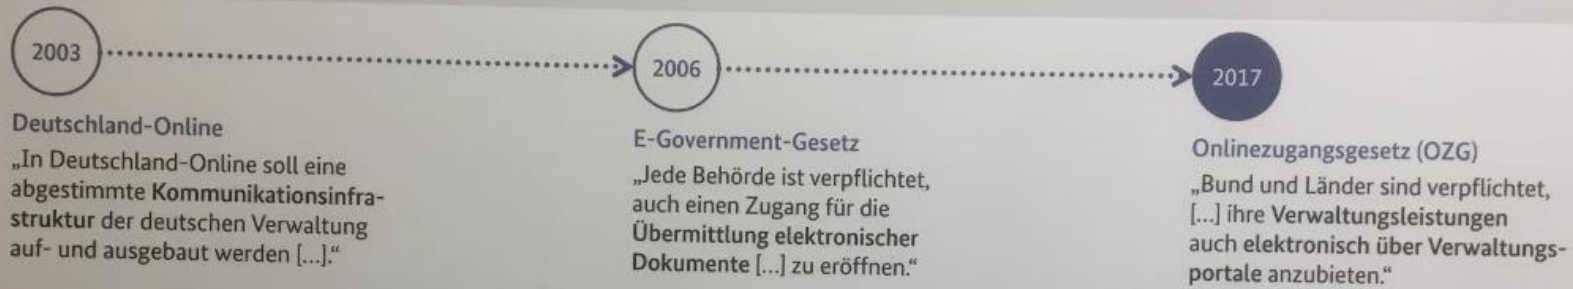 2003
Deutschland-Online
„In Deutschland-Online soll eine
abgestimmte Kommunikationsinfra-
struktur der deutschen Verwaltung
auf- und ausgebaut werden [...].“
2006
E-Government-Gesetz
„Jede Behörde ist verpflichtet,
auch einen Zugang für die
Übermittlung elektronischer
Dokumente [...] zu eröffnen.“
2017
Onlinezugangsgesetz (OZG)
„Bund und Länder sind verpflichtet,
[...] ihre Verwaltungsleistungen
auch elektronisch über Verwaltungs-
portale anzubieten.“